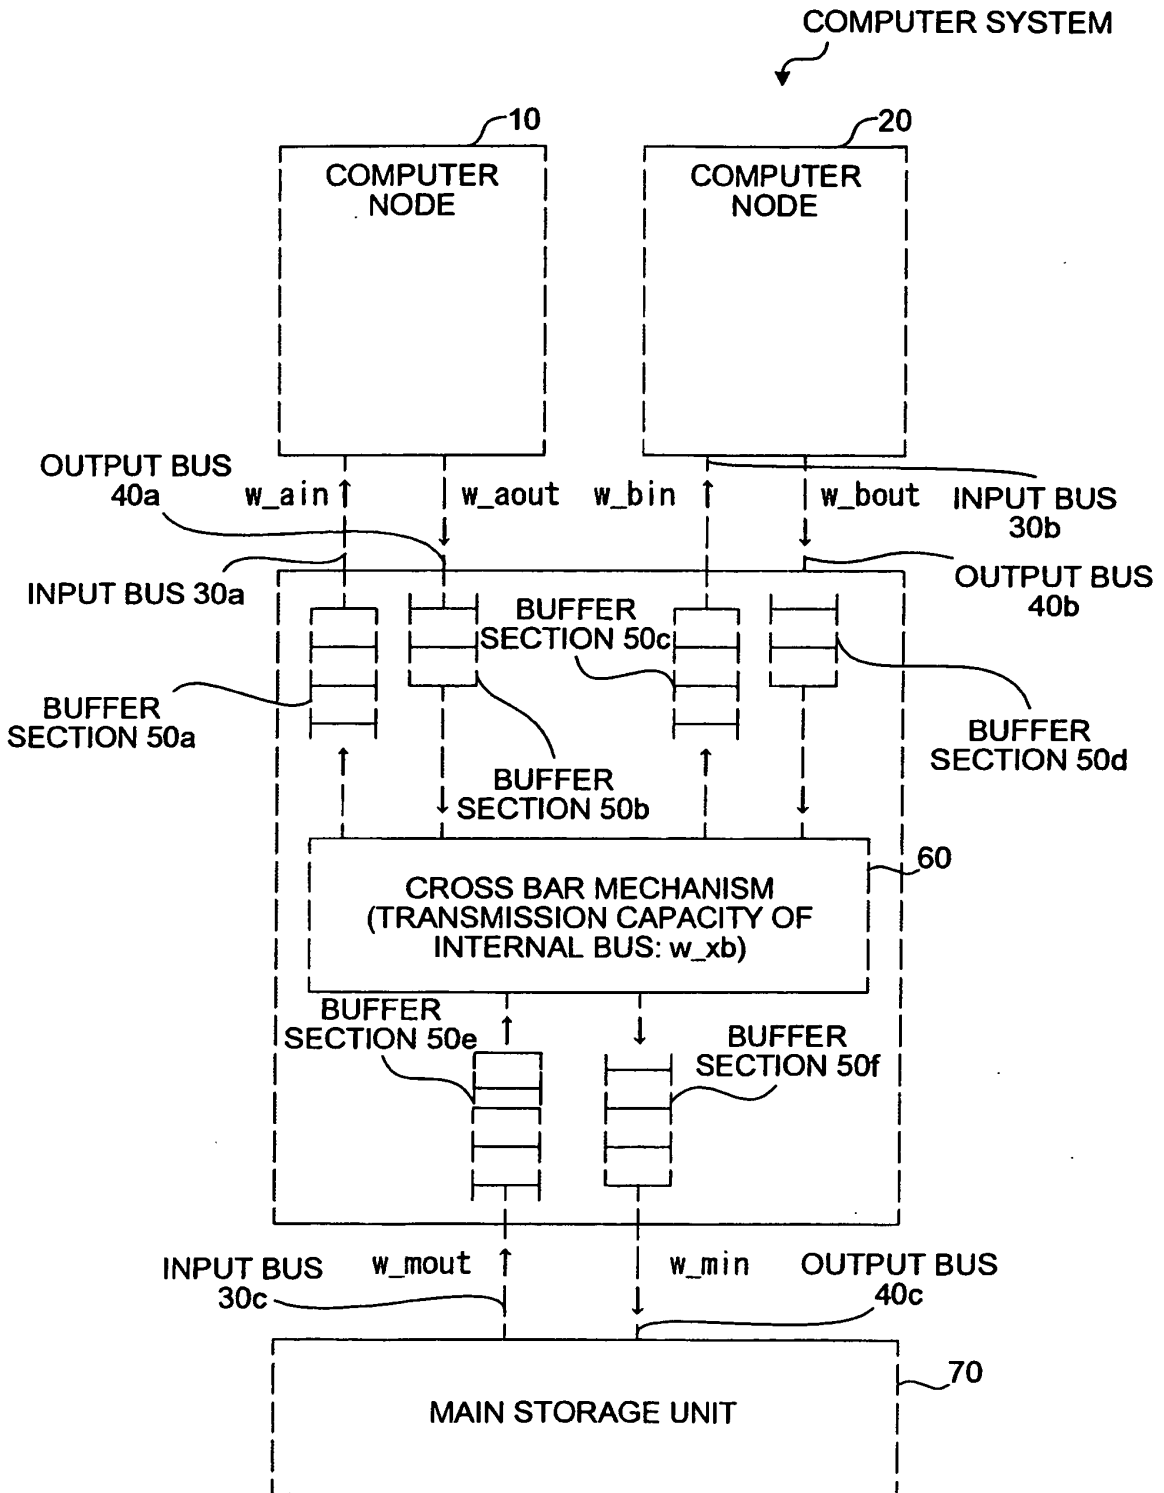 COMPUTER SYSTEM
10
20
COMPUTER
NODE
COMPUTER
NODE
OUTPUT BUS
40a
w_ain
w_aout
w_bin
w_bout
INPUT BUS
30b
INPUT BUS 30a
OUTPUT BUS
40b
BUFFER
SECTION 50c
BUFFER
SECTION 50a
BUFFER
SECTION 50b
BUFFER
SECTION 50d
60
CROSS BAR MECHANISM
(TRANSMISSION CAPACITY OF
INTERNAL BUS: w_xb)
BUFFER
SECTION 50e
BUFFER
SECTION 50f
INPUT BUS
30c
w_mout
w_min
OUTPUT BUS
40c
70
MAIN STORAGE UNIT